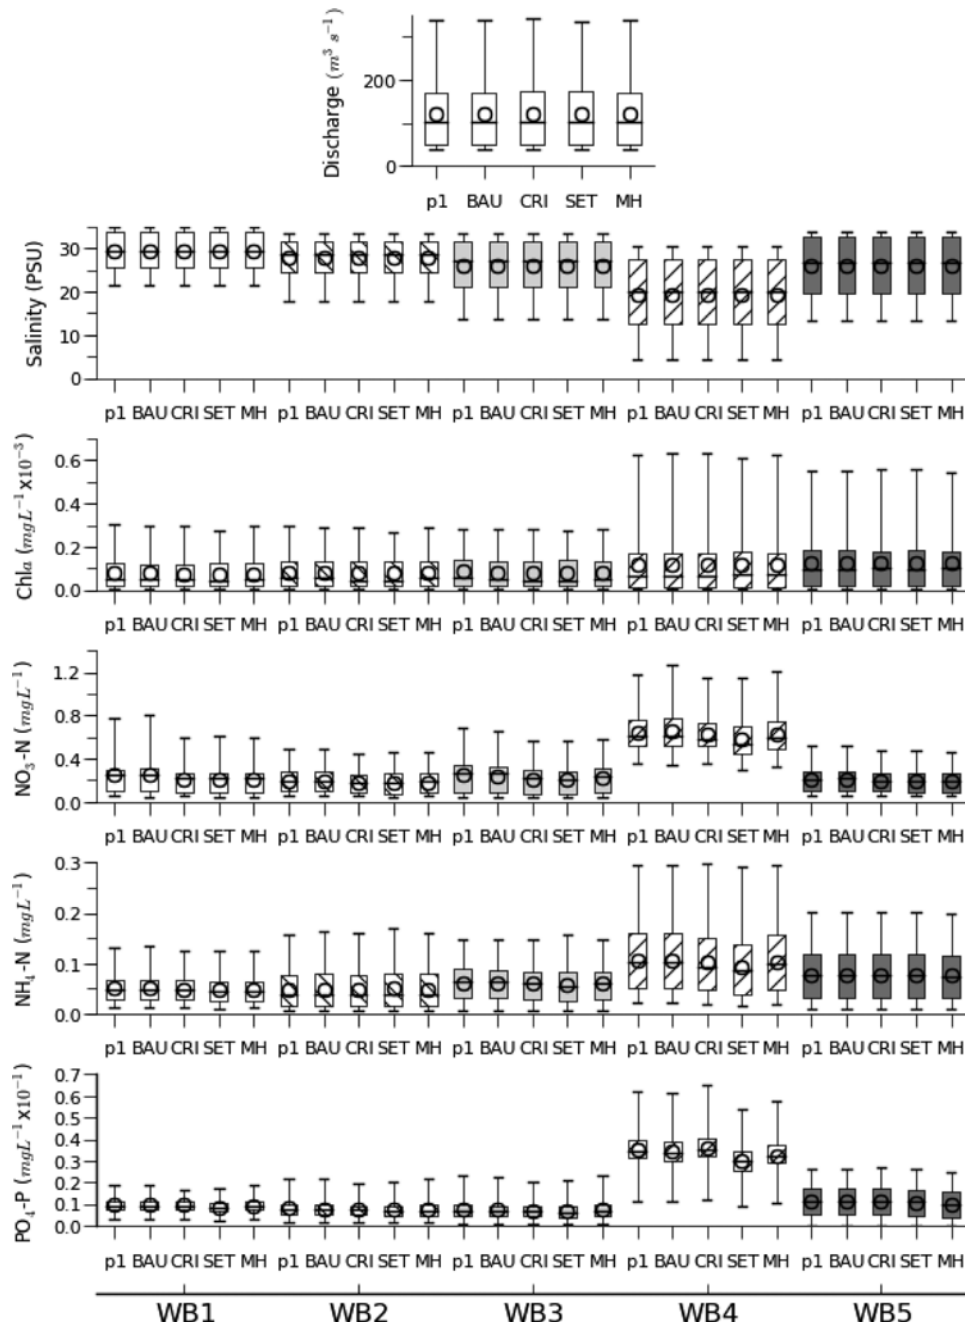 Discharge (m³ s⁻¹)
200
0
p1 BAU CRI SET MH
Salinity (PSU)
30
20
10
0
p1 BAU CRI SET MH p1 BAU CRI SET MH p1 BAU CRI SET MH p1 BAU CRI SET MH p1 BAU CRI SET MH
Chla (mgL⁻¹x10⁻³)
0.6
0.4
0.2
0.0
p1 BAU CRI SET MH p1 BAU CRI SET MH p1 BAU CRI SET MH p1 BAU CRI SET MH p1 BAU CRI SET MH
NO₃-N (mgL⁻¹)
1.2
0.8
0.4
0.0
p1 BAU CRI SET MH p1 BAU CRI SET MH p1 BAU CRI SET MH p1 BAU CRI SET MH p1 BAU CRI SET MH
NH₄-N (mgL⁻¹)
0.3
0.2
0.1
0.0
p1 BAU CRI SET MH p1 BAU CRI SET MH p1 BAU CRI SET MH p1 BAU CRI SET MH p1 BAU CRI SET MH
PO₄-P (mgL⁻¹x10⁻¹)
0.7
0.6
0.5
0.4
0.3
0.2
0.1
0.0
p1 BAU CRI SET MH p1 BAU CRI SET MH p1 BAU CRI SET MH p1 BAU CRI SET MH p1 BAU CRI SET MH
WB1 WB2 WB3 WB4 WB5